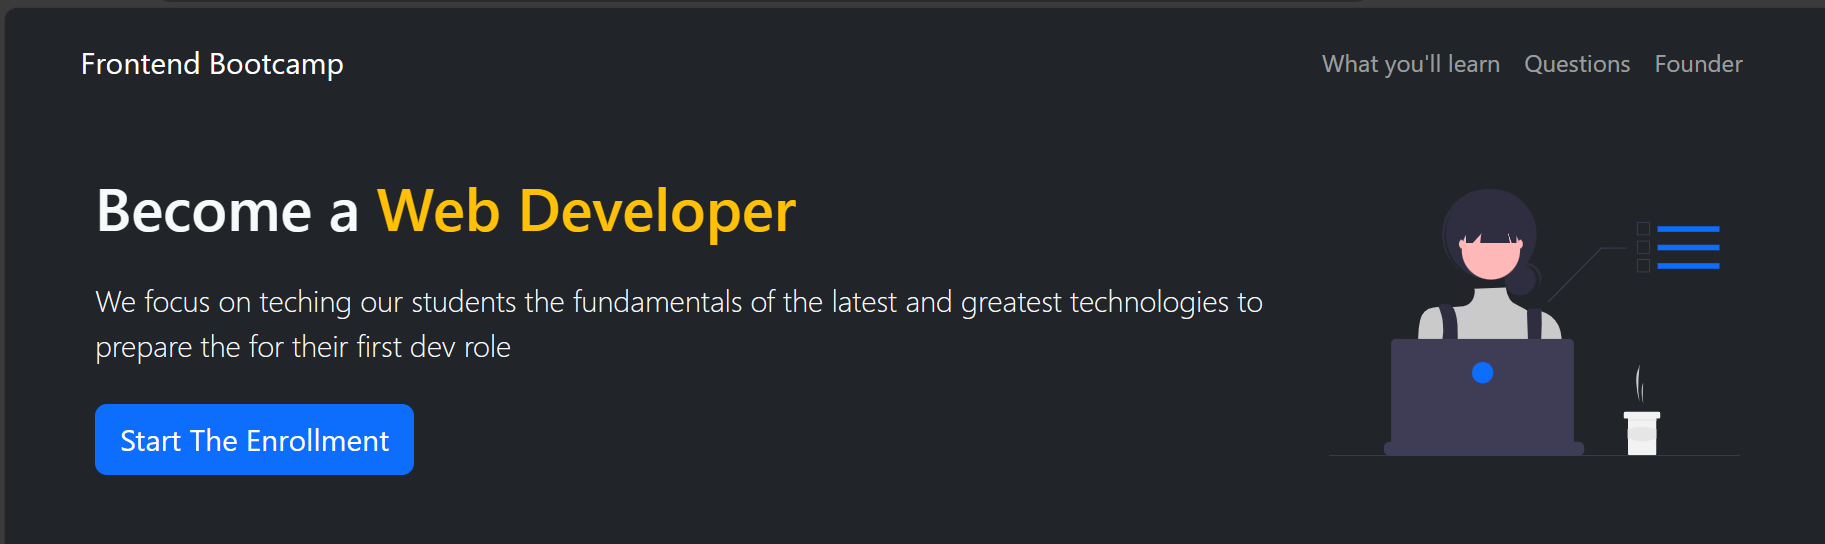 Frontend Bootcamp
What you'll learn Questions Founder
Become a Web Developer
We focus on teching our students the fundamentals of the latest and greatest technologies to
prepare the for their first dev role
Start The Enrollment